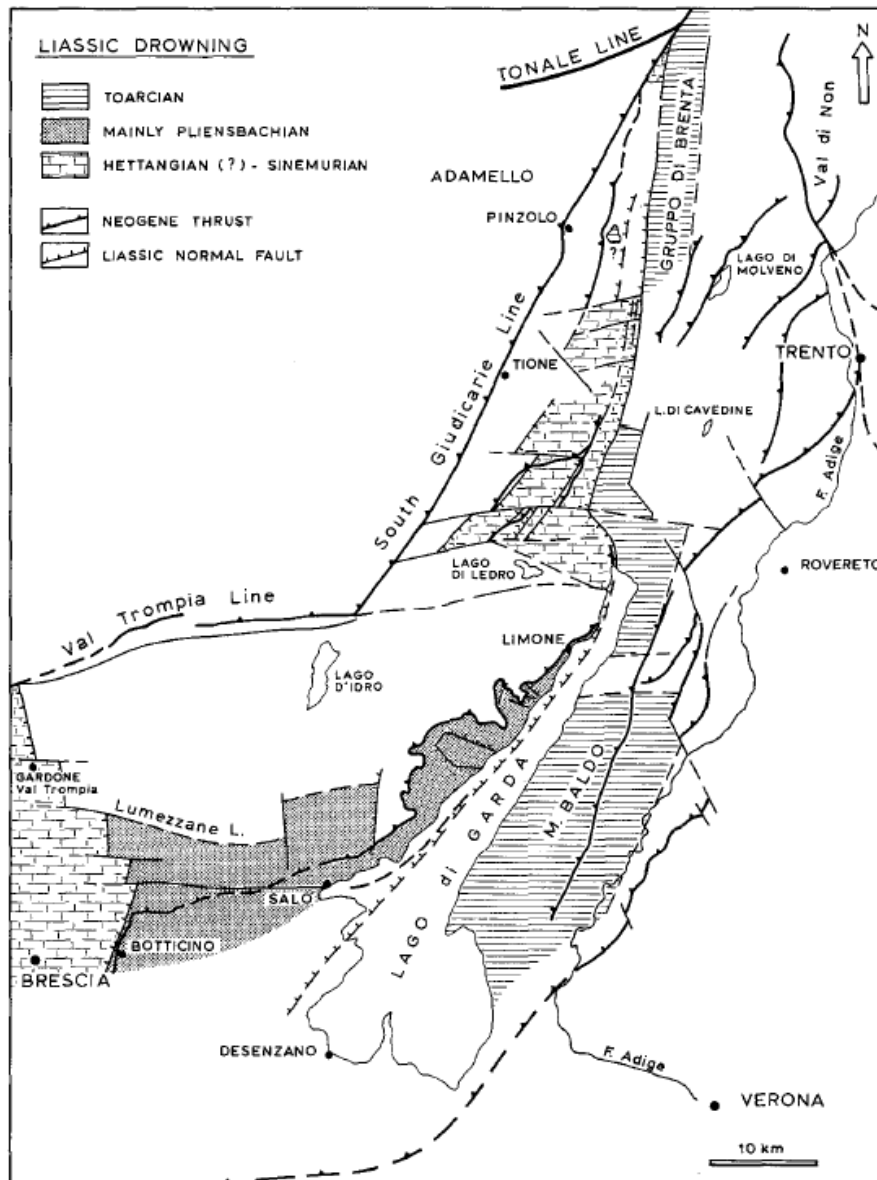 LIASSIC DROWNING
TOARCIAN
MAINLY PLIENSBACHIAN
HETTANGIAN (?) - SINEMURIAN
NEOGENE THRUST
LIASSIC NORMAL FAULT
TONALE LINE
N
Val di Non
GRUPPO DI BRENTA
ADAMELLO
PINZOLO
?
LAGO DI
MOLVENO
TRENTO
South Giudicarie Line
TIONE
L. DI CAVEDINE
F. Adige
LAGO
DI LEDRO
ROVERETO
Val Trompia Line
LIMONE
LAGO
D'IDRO
GARDONE
Val Trompia
Lumezzane L.
M. BALDO
LAGO di GARDA
SALÒ
BOTTICINO
BRESCIA
DESENZANO
F. Adige
VERONA
10 km